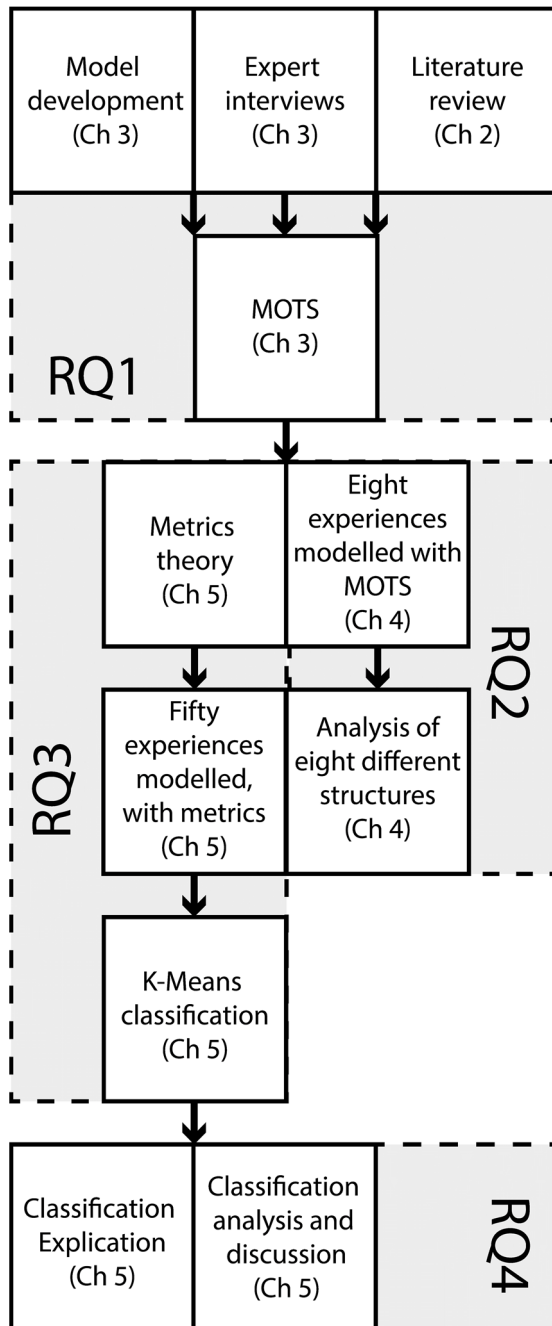 Model
development
(Ch 3)
Expert
interviews
(Ch 3)
Literature
review
(Ch 2)
MOTS
(Ch 3)
RQ1
Metrics
theory
(Ch 5)
Eight
experiences
modelled with
MOTS
(Ch 4)
RQ2
RQ3
Fifty
experiences
modelled,
with metrics
(Ch 5)
Analysis of
eight different
structures
(Ch 4)
K-Means
classification
(Ch 5)
Classification
Explication
(Ch 5)
Classification
analysis and
discussion
(Ch 5)
RQ4